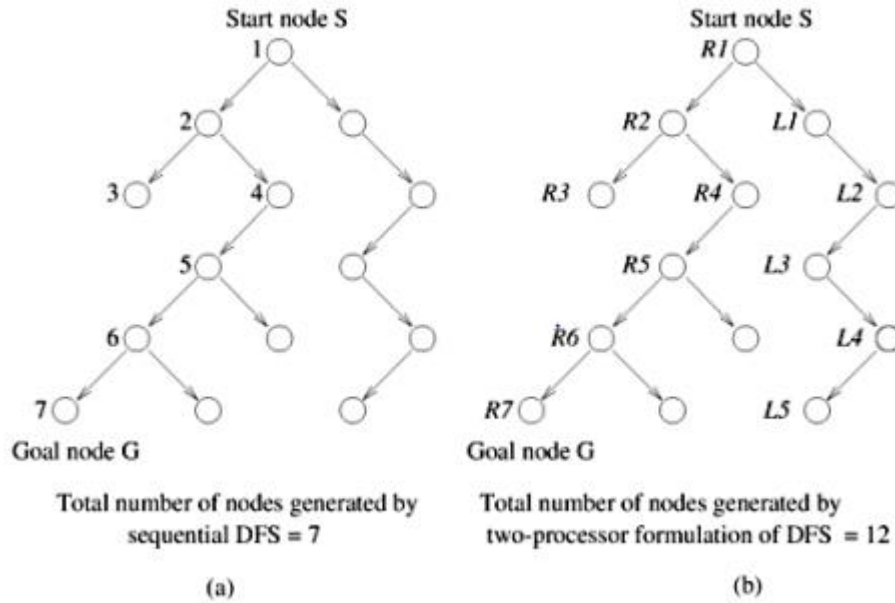 Start node S
1
2
3
4
5
6
7
Goal node G
Total number of nodes generated by
sequential DFS = 7
(a)
Start node S
R1
R2
L1
R3
R4
L2
R5
L3
R6
L4
R7
L5
Goal node G
Total number of nodes generated by
two-processor formulation of DFS = 12
(b)